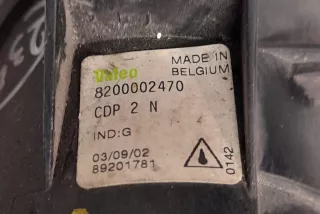 Valeo
MADE IN
BELGIUM
8200002470
CDP 2 N
IND:G
03/09/02
89201781
0142